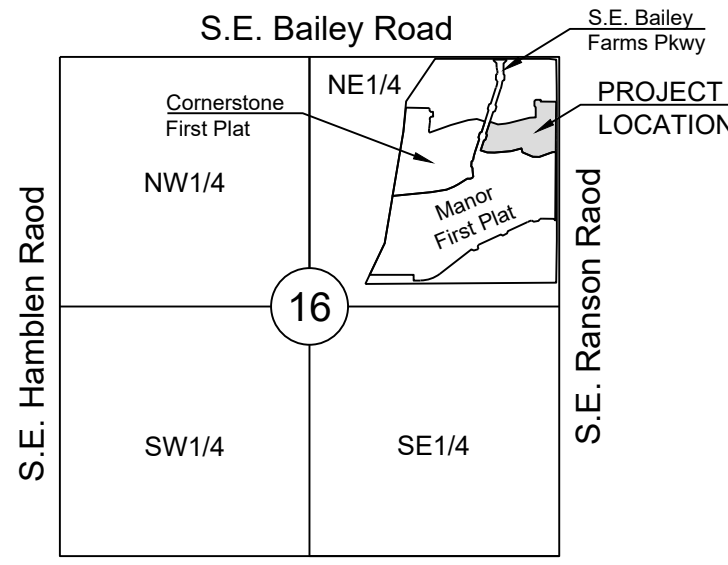 S.E. Bailey Road
S.E. Bailey
Farms Pkwy
NE1/4
Cornerstone
First Plat
PROJECT
LOCATION
NW1/4
Manor
First Plat
S.E. Hamblen Raod
S.E. Ranson Raod
16
SW1/4
SE1/4